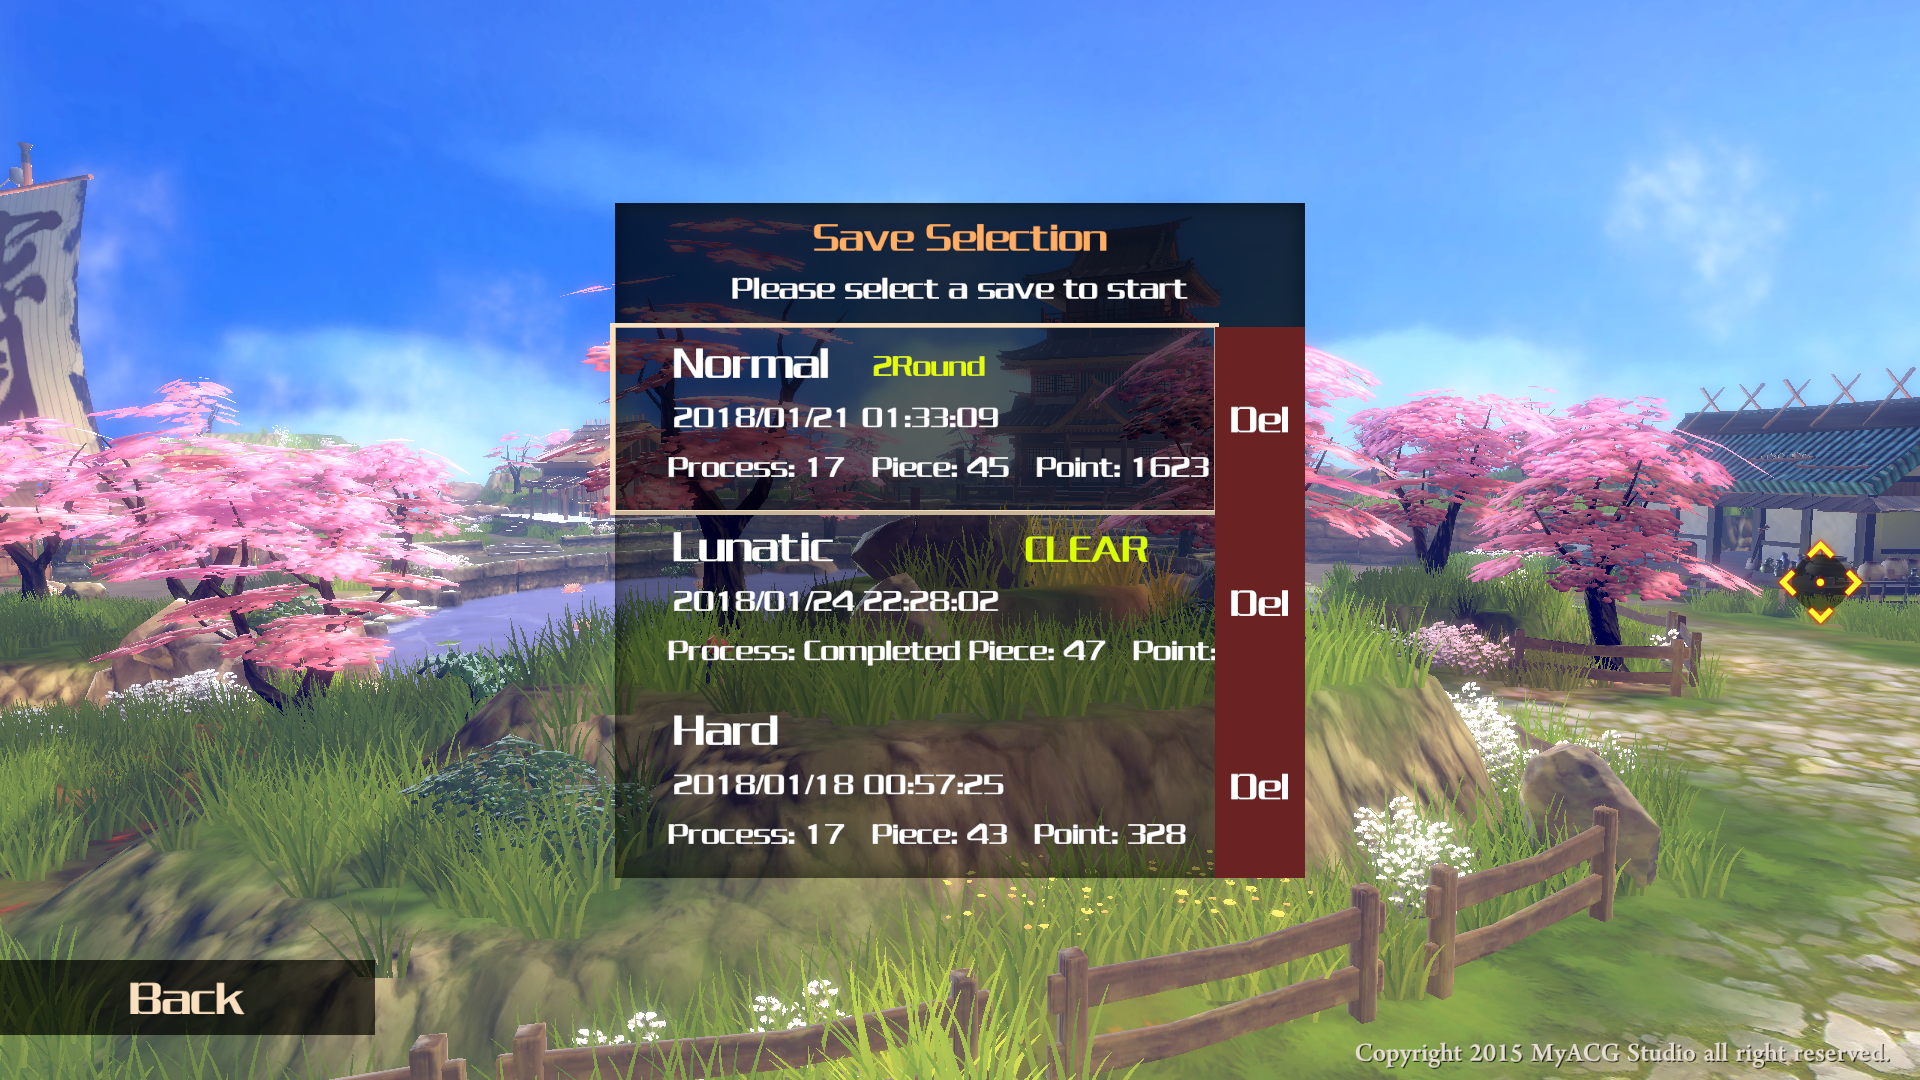 Save Selection
Please select a save to start
Normal 2Round
2018/01/21 01:33:09
Process: 17 Piece: 45 Point: 1623
Del
Lunatic CLEAR
2018/01/24 22:28:02
Process: Completed Piece: 47 Point:
Del
Hard
2018/01/18 00:57:25
Process: 17 Piece: 43 Point: 328
Del
Back
Copyright 2015 MyACG Studio all right reserved.